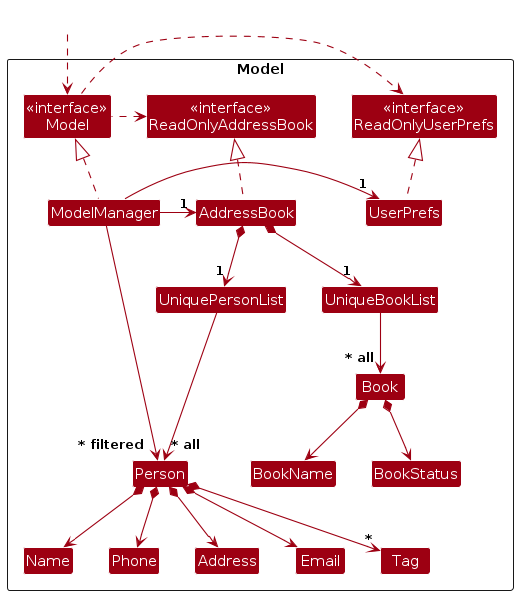 Model
«interface»
Model
«interface»
ReadOnlyAddressBook
«interface»
ReadOnlyUserPrefs
1
1
ModelManager
AddressBook
UserPrefs
1
1
UniquePersonList
UniqueBookList
* all
Book
* filtered
* all
Person
BookName
BookStatus
*
Name
Phone
Address
Email
Tag